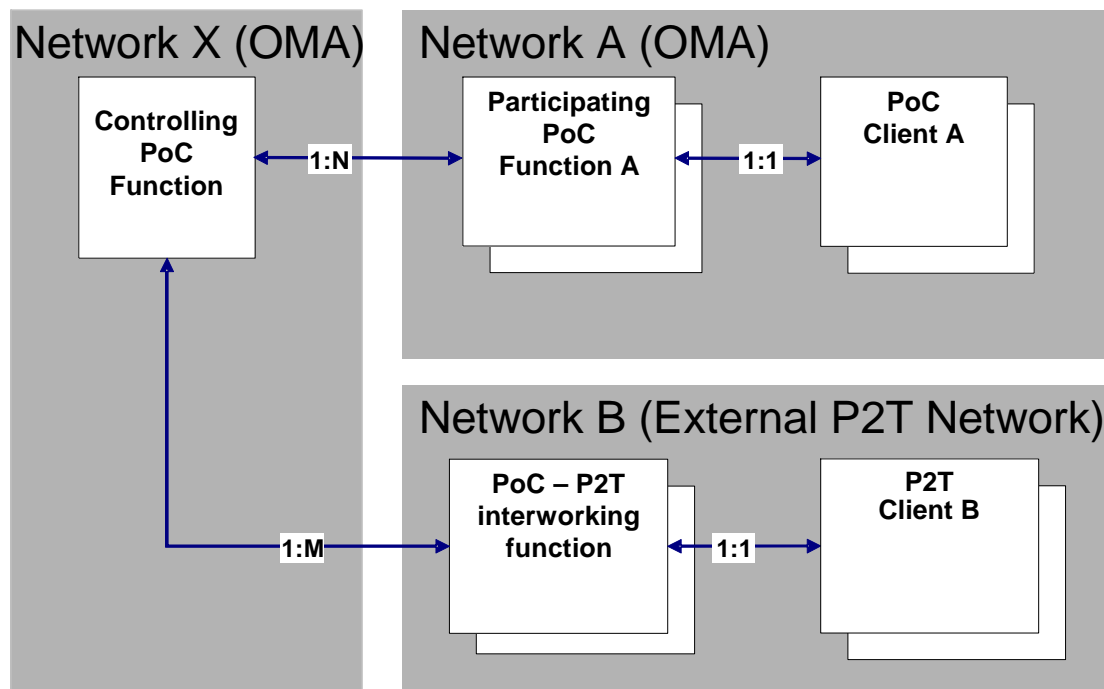 Network X (OMA)
Controlling
PoC
Function
1:N
Network A (OMA)
Participating
PoC
Function A
1:1
PoC
Client A
1:M
Network B (External P2T Network)
PoC – P2T
interworking
function
1:1
P2T
Client B